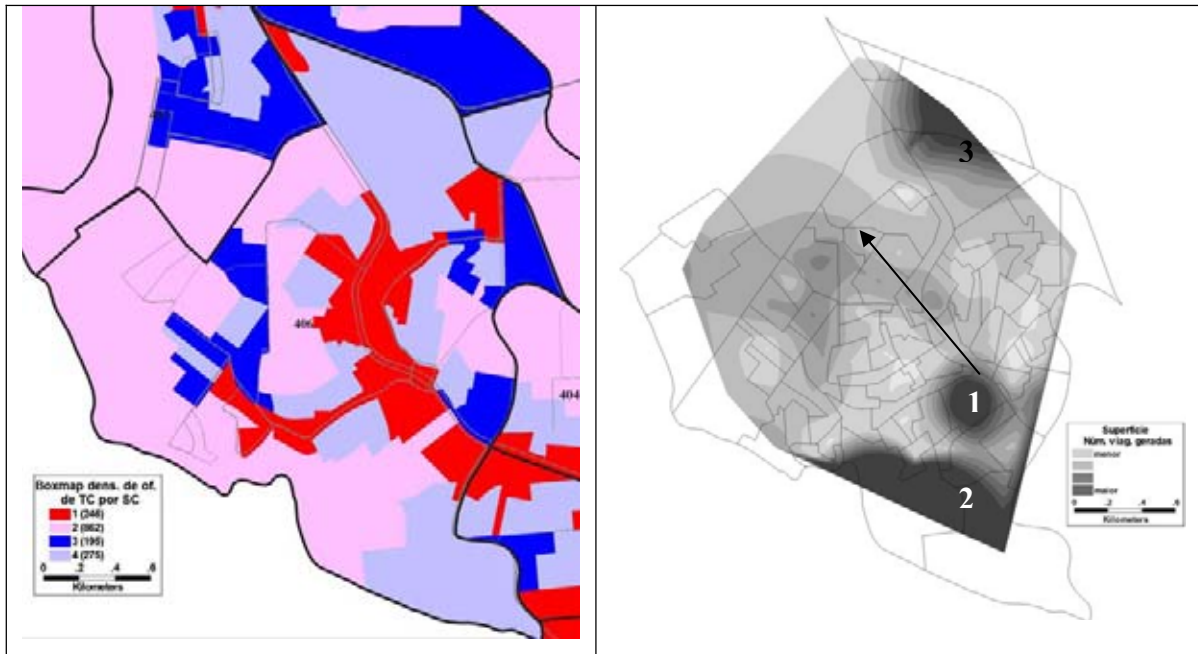 406
404
Boxmap dens. de of.
de TC por SC
1 (246)
2 (862)
3 (195)
4 (275)
0 .2 .4 .6
Kilometers
3
1
2
Superfície
Núm. viag. geradas
menor
maior
0 .2 .4 .6
Kilometers